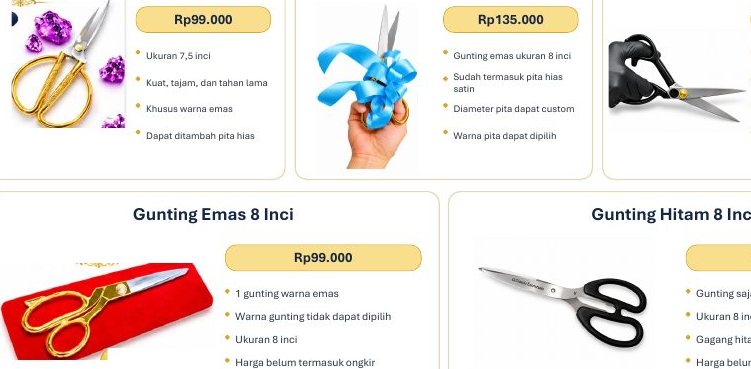 Rp99.000
Ukuran 7,5 inci
Kuat, tajam, dan tahan lama
Khusus warna emas
Dapat ditambah pita hias
Rp135.000
Gunting emas ukuran 8 inci
Sudah termasuk pita hias
satin
Diameter pita dapat custom
Warna pita dapat dipilih
Gunting Emas 8 Inci
Rp99.000
1 gunting warna emas
Warna gunting tidak dapat dipilih
Ukuran 8 inci
Harga belum termasuk ongkir
Gunting Hitam 8 Inc
Gunting saj
Ukuran 8 in
Gagang hita
Harga belur